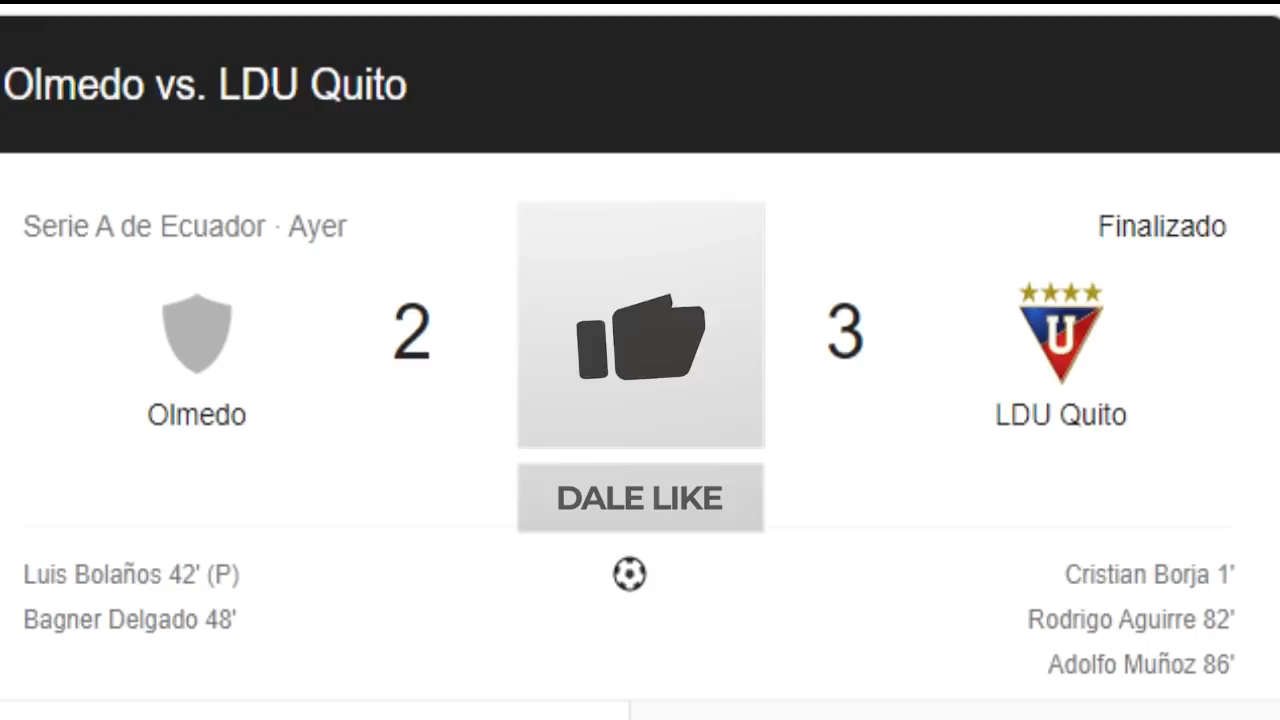 Olmedo vs. LDU Quito
Serie A de Ecuador · Ayer
Finalizado
2
3
U
Olmedo
LDU Quito
DALE LIKE
Luis Bolaños 42' (P)
Cristian Borja 1'
Bagner Delgado 48'
Rodrigo Aguirre 82'
Adolfo Muñoz 86'